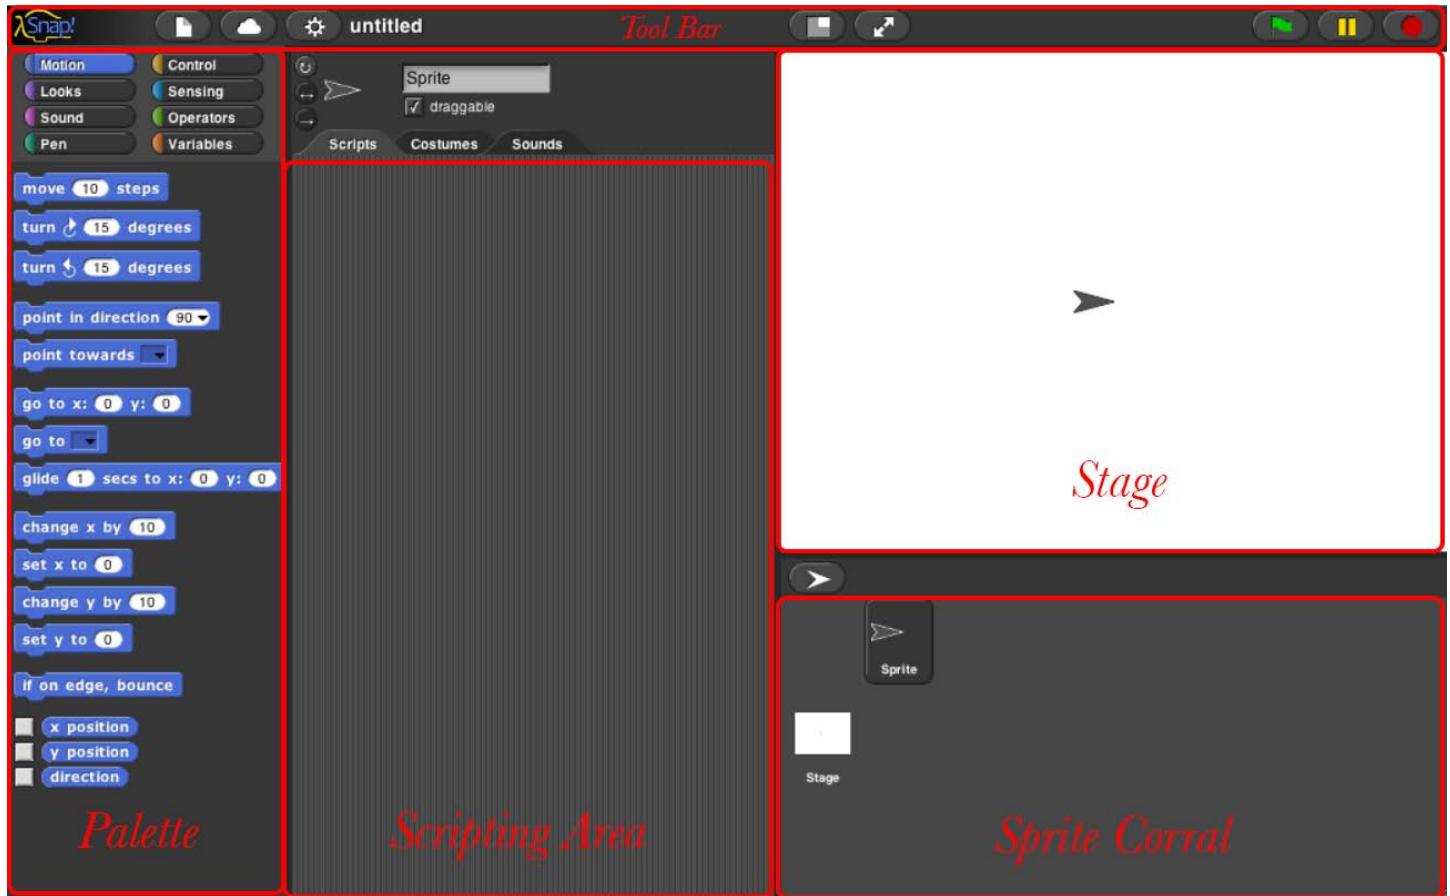 λSnap! untitled Tool Bar
Motion Control
Looks Sensing
Sound Operators
Pen Variables
move 10 steps
turn 15 degrees
turn 15 degrees
point in direction 90
point towards
go to x: 0 y: 0
go to
glide 1 secs to x: 0 y: 0
change x by 10
set x to 0
change y by 10
set y to 0
if on edge, bounce
x position
y position
direction
Palette
Sprite
draggable
Scripts Costumes Sounds
Scripting Area
Stage
Sprite
Stage
Sprite Corral